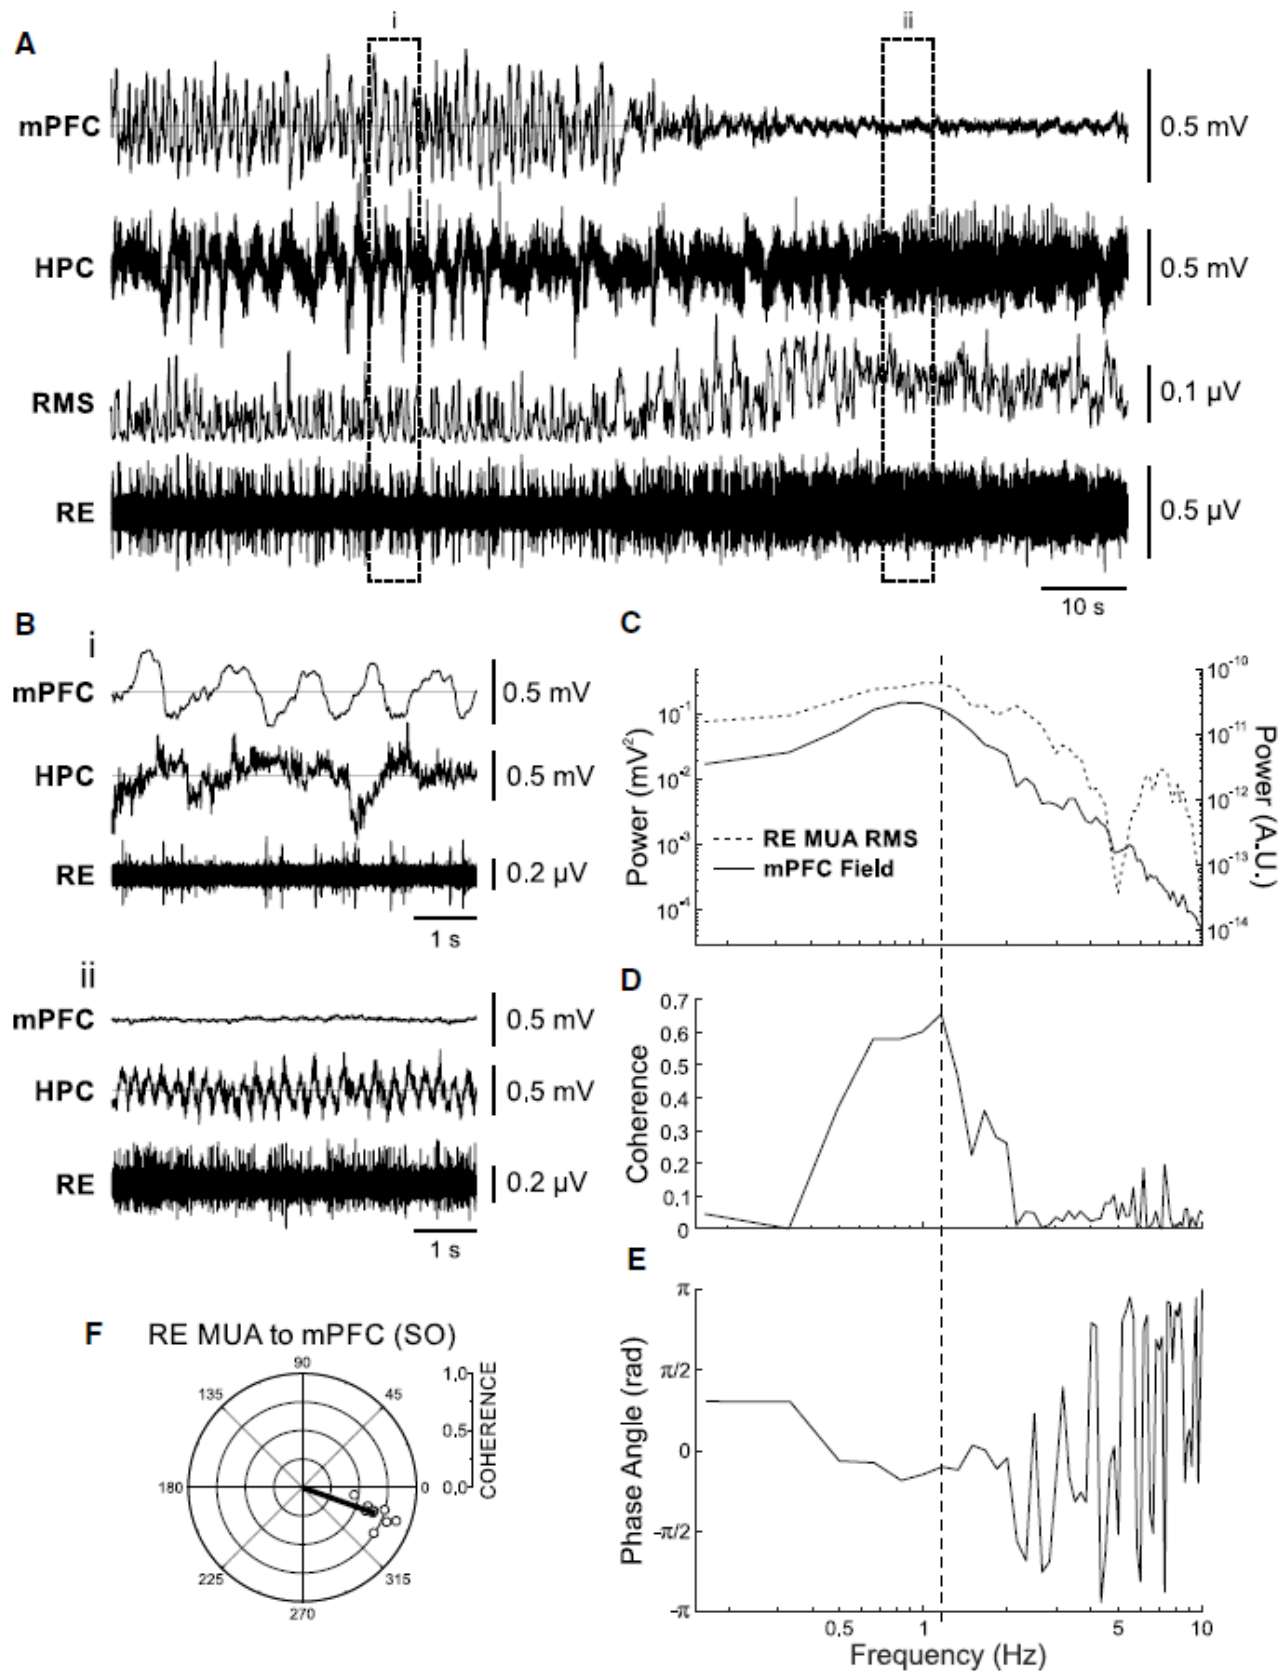 A
i
ii
mPFC
0.5 mV
HPC
0.5 mV
RMS
0.1 µV
RE
0.5 µV
10 s
B
i
mPFC
0.5 mV
HPC
0.5 mV
RE
0.2 µV
1 s
ii
mPFC
0.5 mV
HPC
0.5 mV
RE
0.2 µV
1 s
C
Power (mV²)
10⁻¹
10⁻²
10⁻³
10⁻⁴
RE MUA RMS
mPFC Field
10⁻¹⁰
10⁻¹¹
10⁻¹²
10⁻¹³
10⁻¹⁴
Power (A.U.)
D
Coherence
0.7
0.6
0.5
0.4
0.3
0.2
0.1
0
E
Phase Angle (rad)
π
π/2
0
-π/2
-π
0.5
1
5
10
Frequency (Hz)
F
RE MUA to mPFC (SO)
90
135
45
180
0
225
315
270
1.0
0.5
0.0
COHERENCE